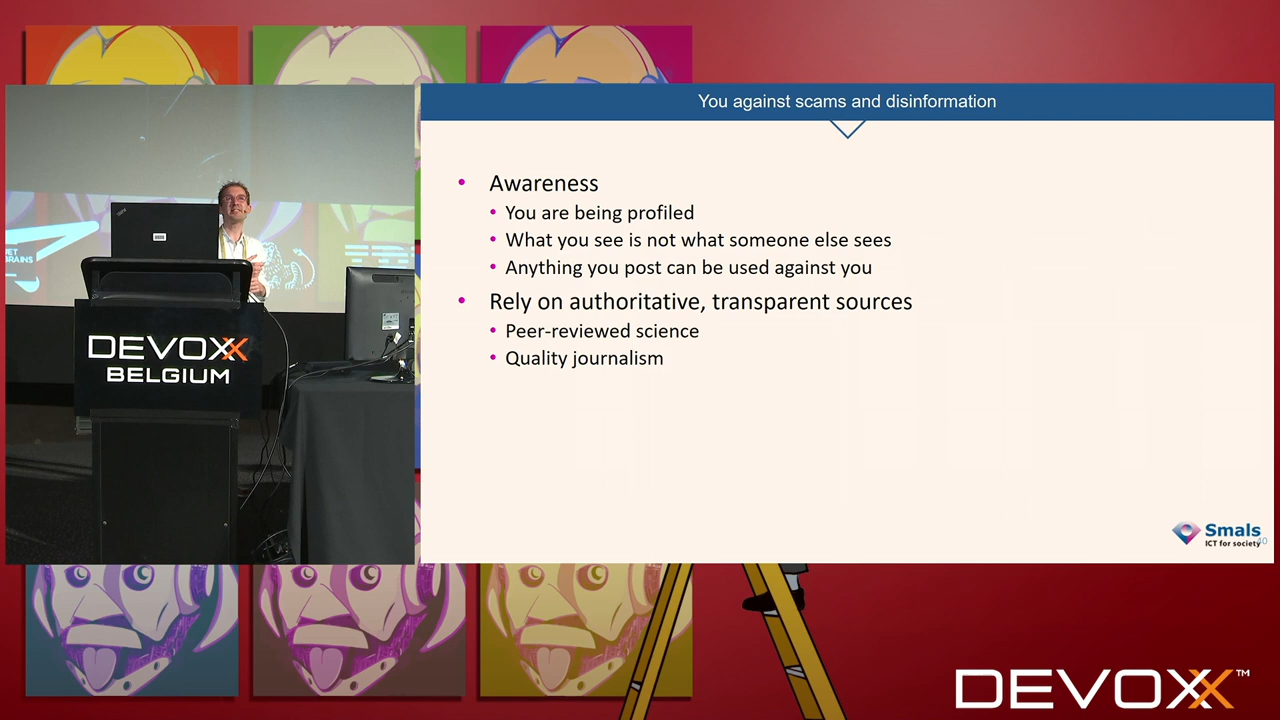 You against scams and disinformation
• Awareness
• You are being profiled
• What you see is not what someone else sees
• Anything you post can be used against you
• Rely on authoritative, transparent sources
• Peer-reviewed science
• Quality journalism
Smals
ICT for society
DEVOXX
BELGIUM
DEVOXX™